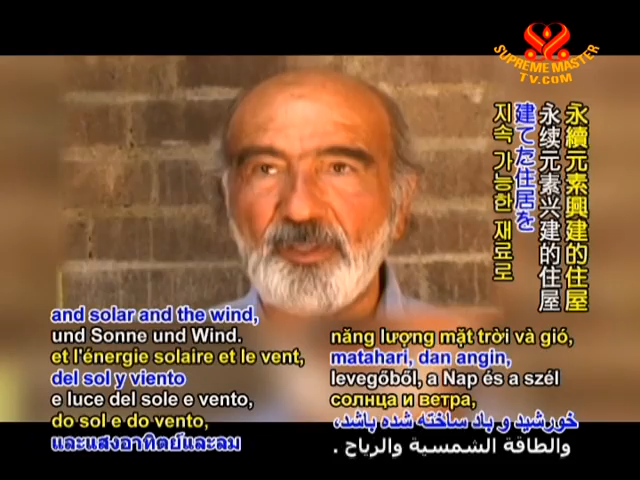 SUPREME MASTER
TV.COM
永續元素興建的住屋
永续元素兴建的住屋
建てた住居を
지속 가능한 재료로
and solar and the wind,
und Sonne und Wind.
et l'énergie solaire et le vent,
del sol y viento
e luce del sole e vento,
do sol e do vento,
และแสงอาทิตย์และลม
năng lượng mặt trời và gió,
matahari, dan angin,
levegőből, a Nap és a szél
солнца и ветра,
خورشید و باد ساخته شده باشد،
والطاقة الشمسية والرياح .